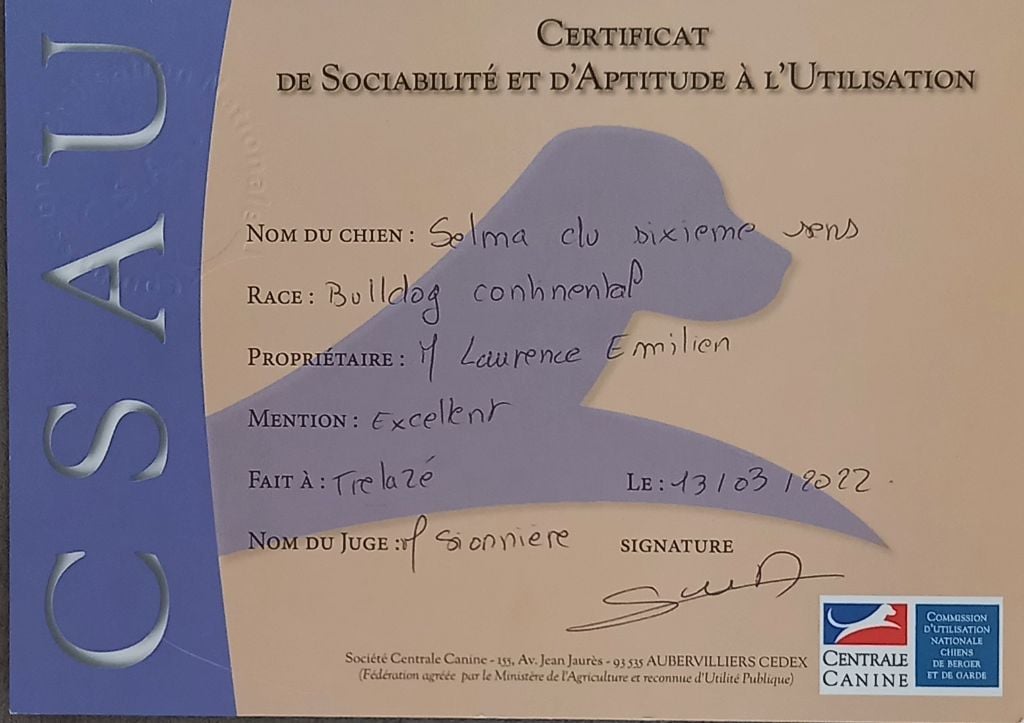 CSAU
CERTIFICAT
DE SOCIABILITÉ ET D'APTITUDE À L'UTILISATION
NOM DU CHIEN : Selma du sixieme sens
RACE : Bulldog continental
PROPRIÉTAIRE : M Laurence Emilien
MENTION : Excellent
FAIT À : Trelazé LE : 13/03/2022.
NOM DU JUGE : M Sionniere SIGNATURE
Société Centrale Canine - 153, Av. Jean Jaurès - 93 535 AUBERVILLIERS CEDEX
(Fédération agréée par le Ministère de l'Agriculture et reconnue d'Utilité Publique)
CENTRALE
CANINE
COMMISSION
D'UTILISATION
NATIONALE
CHIENS
DE BERGER
ET DE GARDE